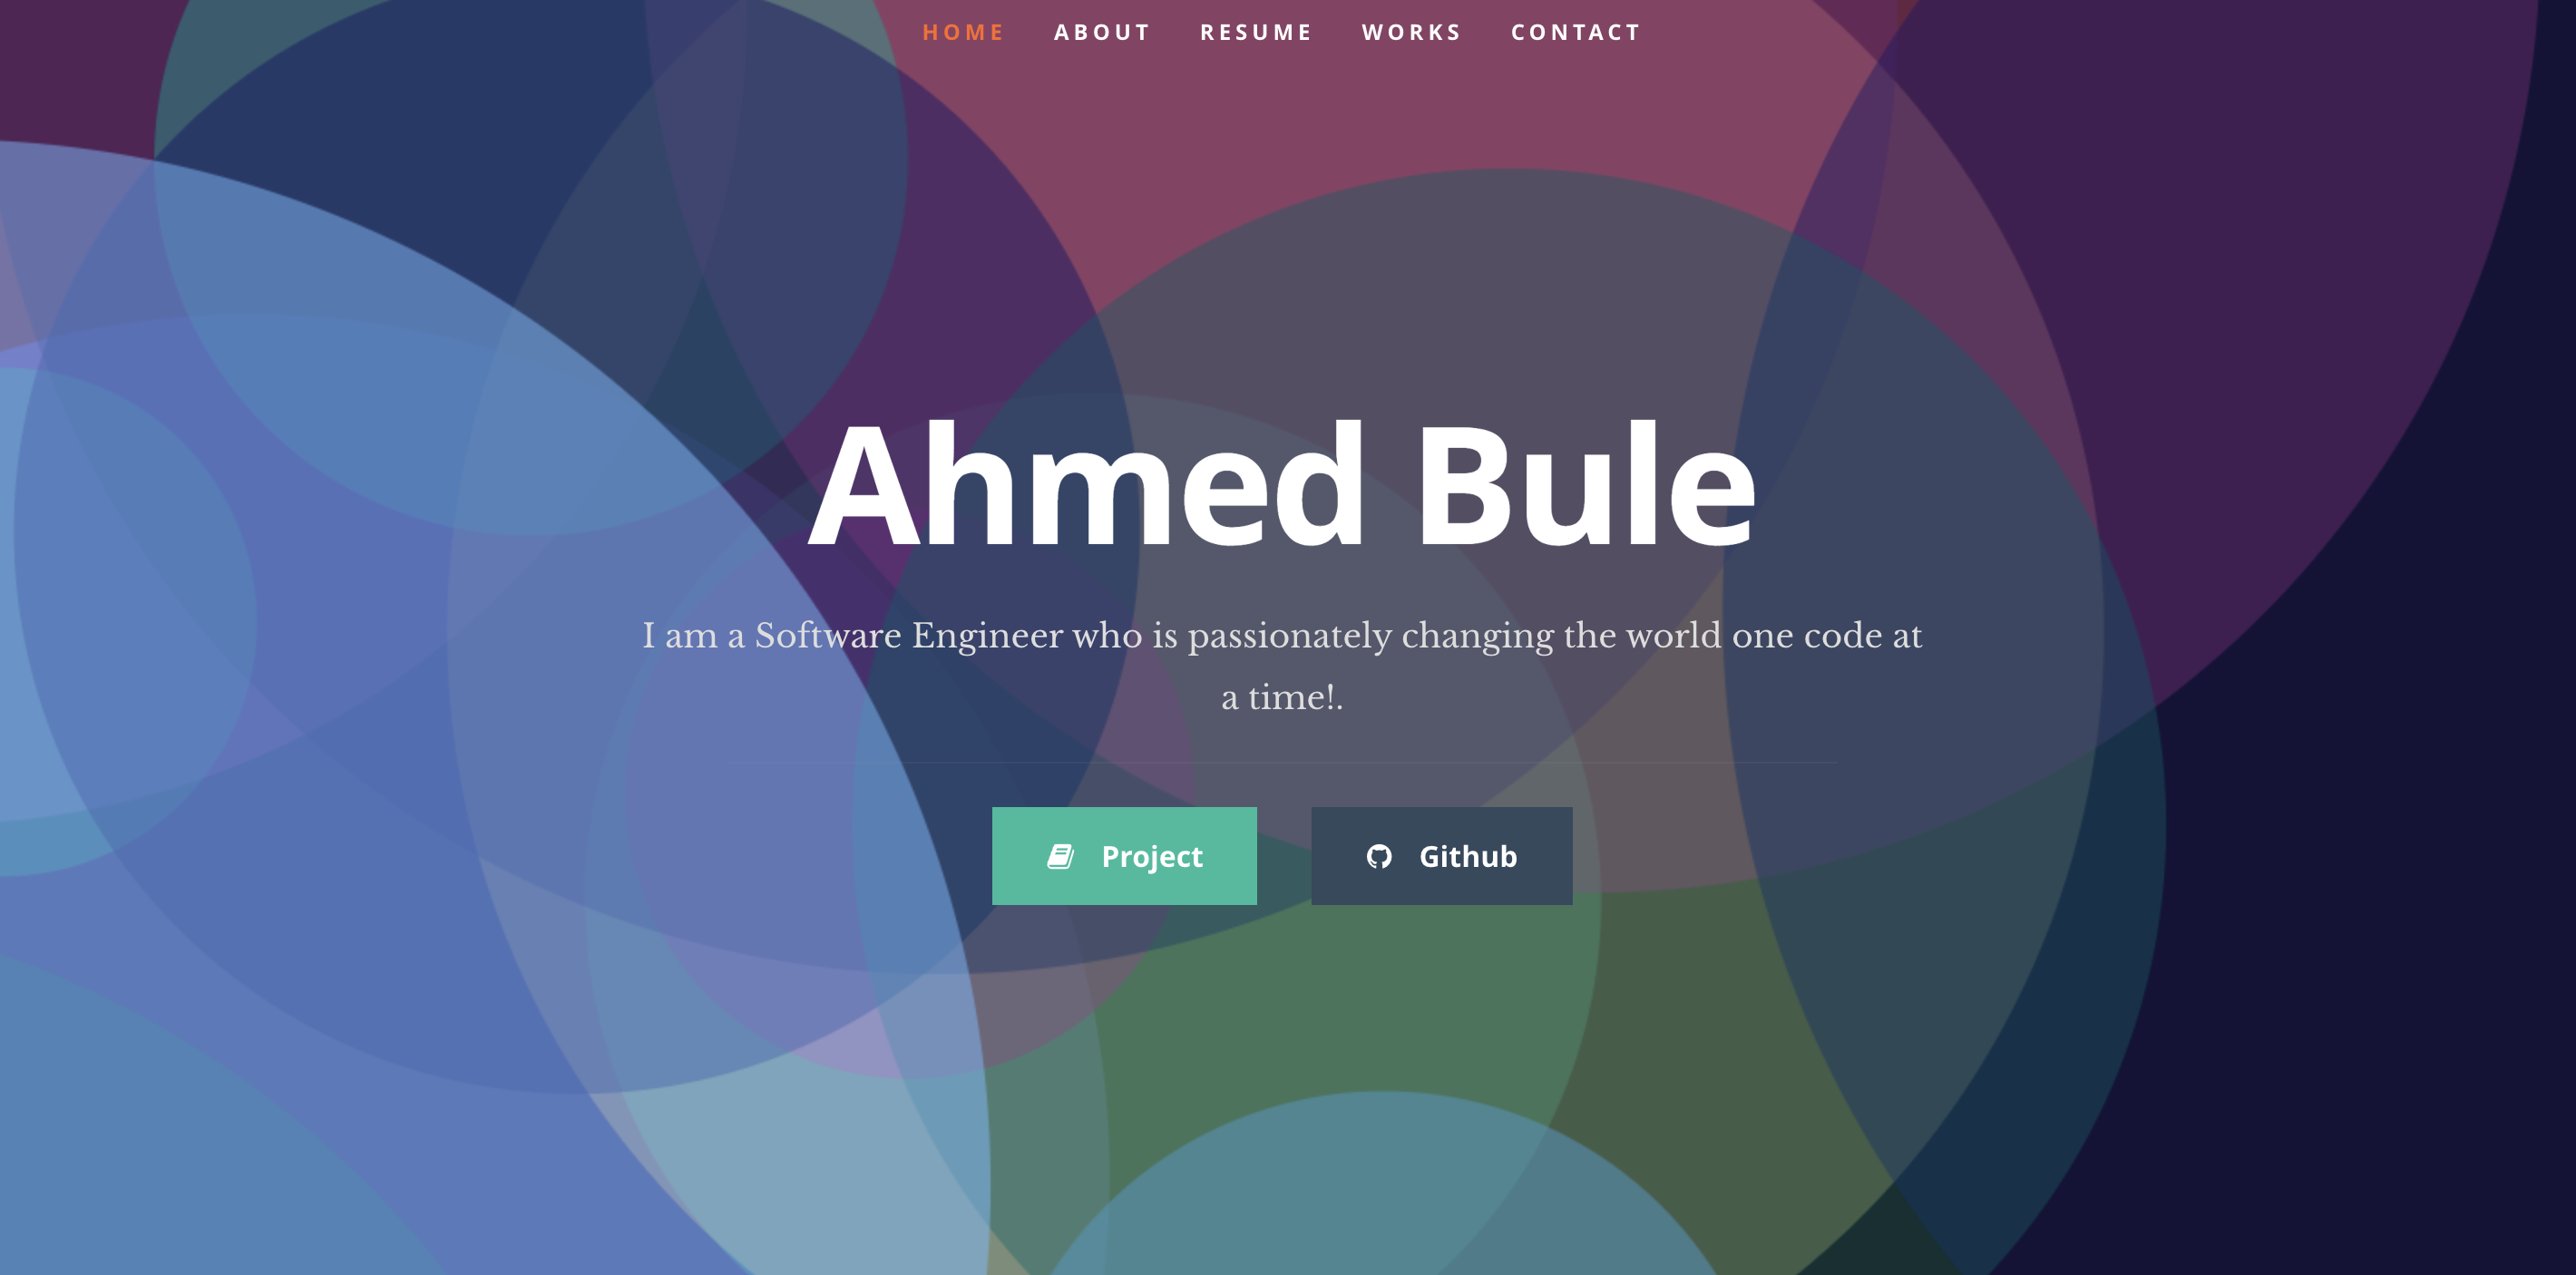 HOME ABOUT RESUME WORKS CONTACT
Ahmed Bule
I am a Software Engineer who is passionately changing the world one code at
a time!.
Project Github